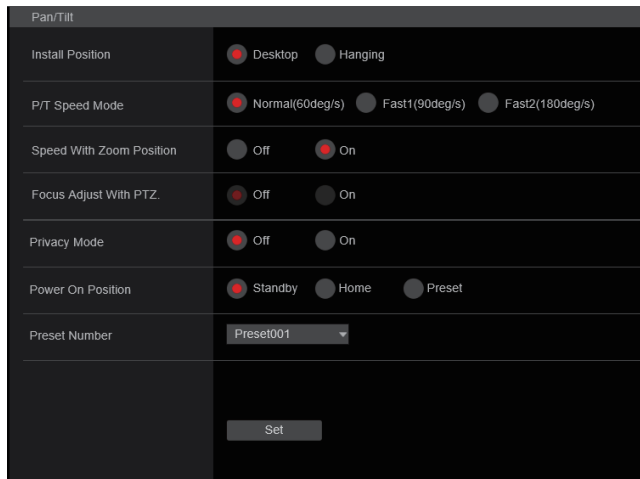 Pan/Tilt
Install Position Desktop Hanging
P/T Speed Mode Normal(60deg/s) Fast1(90deg/s) Fast2(180deg/s)
Speed With Zoom Position Off On
Focus Adjust With PTZ. Off On
Privacy Mode Off On
Power On Position Standby Home Preset
Preset Number Preset001
Set